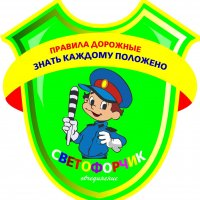 ПРАВИЛА ДОРОЖНЫЕ
ЗНАТЬ КАЖДОМУ ПОЛОЖЕНО
СВЕТОФОРЧИК